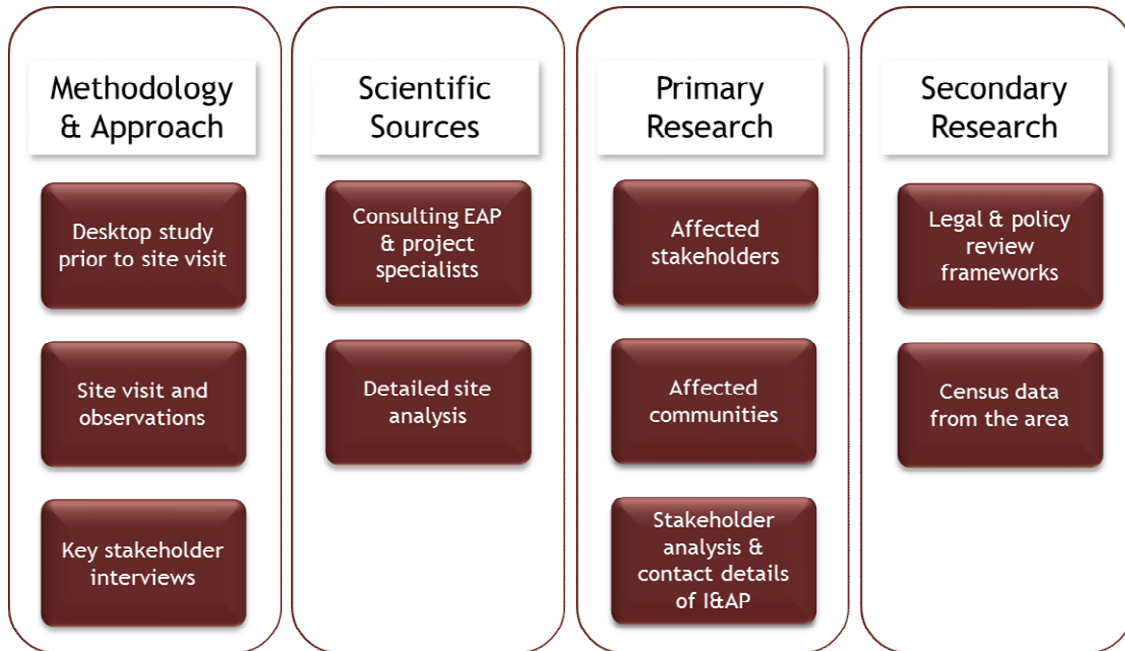 Methodology
& Approach
Desktop study
prior to site visit
Site visit and
observations
Key stakeholder
interviews
Scientific
Sources
Consulting EAP
& project
specialists
Detailed site
analysis
Primary
Research
Affected
stakeholders
Affected
communities
Stakeholder
analysis &
contact details
of I&AP
Secondary
Research
Legal & policy
review
frameworks
Census data
from the area